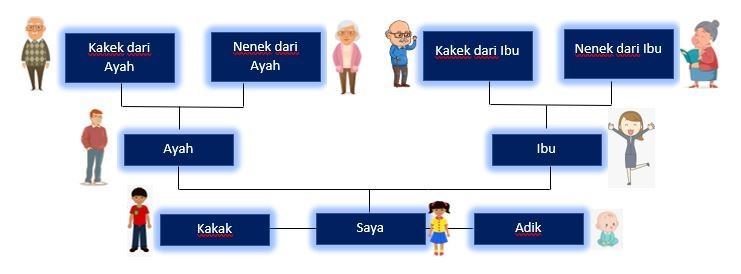 Kakek dari
Ayah
Nenek dari
Ayah
Kakek dari Ibu
Nenek dari Ibu
Ayah
Ibu
Kakak
Saya
Adik